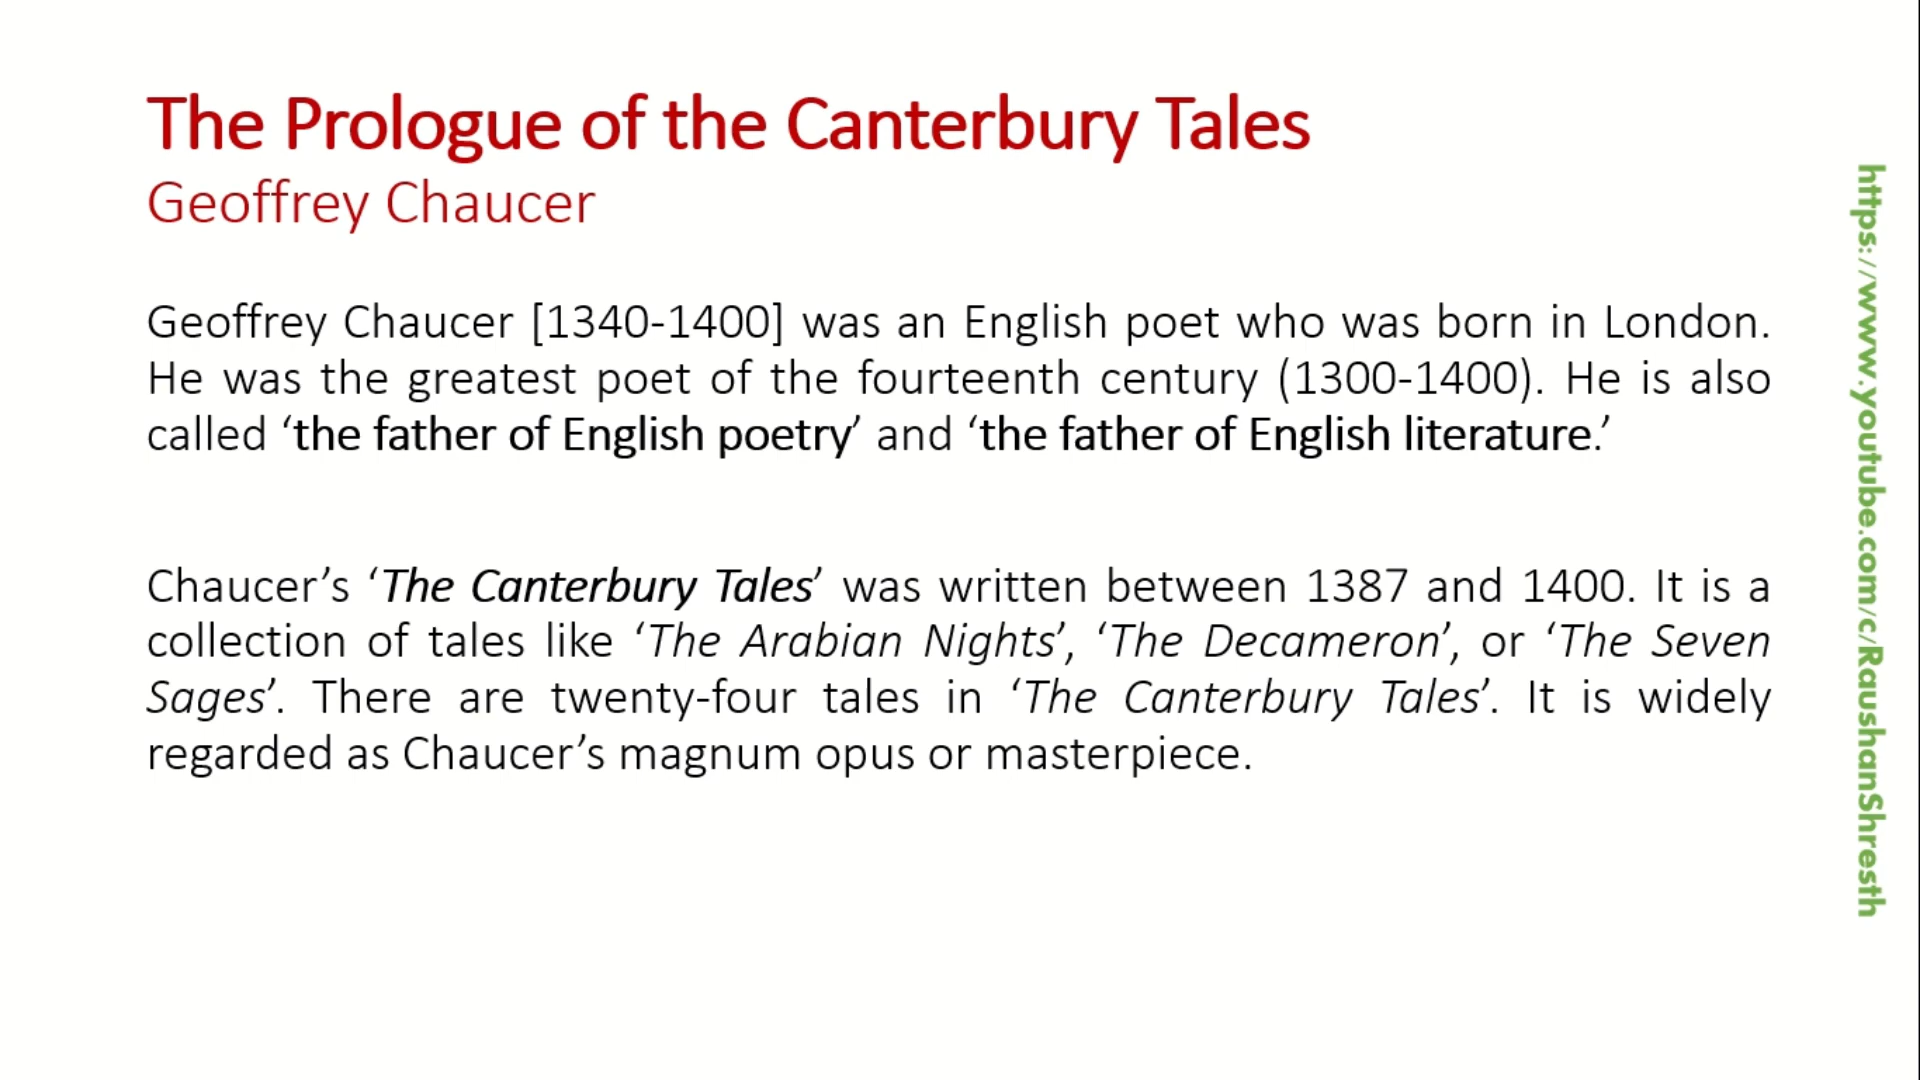 The Prologue of the Canterbury Tales
Geoffrey Chaucer
Geoffrey Chaucer [1340-1400] was an English poet who was born in London.
He was the greatest poet of the fourteenth century (1300-1400). He is also
called ‘the father of English poetry’ and ‘the father of English literature.’
Chaucer’s ‘The Canterbury Tales’ was written between 1387 and 1400. It is a
collection of tales like ‘The Arabian Nights’, ‘The Decameron’, or ‘The Seven
Sages’. There are twenty-four tales in ‘The Canterbury Tales’. It is widely
regarded as Chaucer’s magnum opus or masterpiece.
https://www.youtube.com/c/RaushanShresth